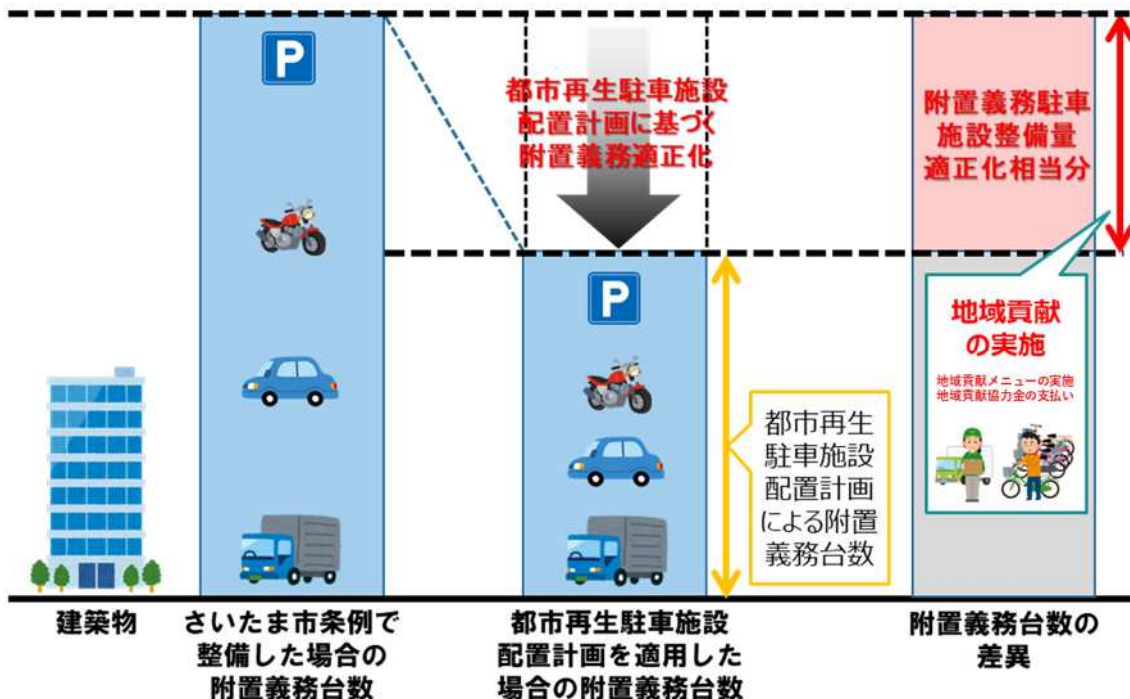 P
都市再生駐車施設
配置計画に基づく
附置義務適正化
附置義務駐車
施設整備量
適正化相当分
P
地域貢献
の実施
地域貢献メニューの実施
地域貢献協力金の支払い
都市再生
駐車施設
配置計画
による附置
義務台数
建築物
さいたま市条例で
整備した場合の
附置義務台数
都市再生駐車施設
配置計画を適用した
場合の附置義務台数
附置義務台数の
差異